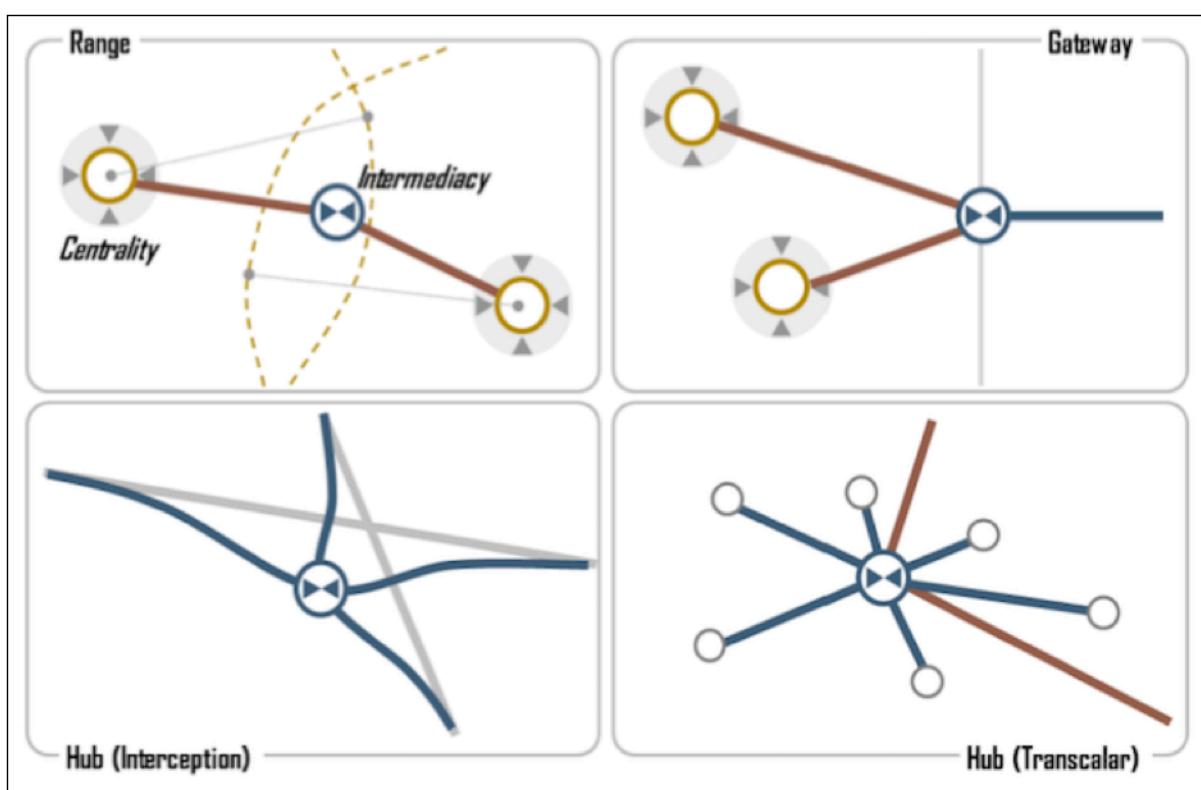 Range
Gateway
Intermediacy
Centrality
Hub (Interception)
Hub (Transcalar)